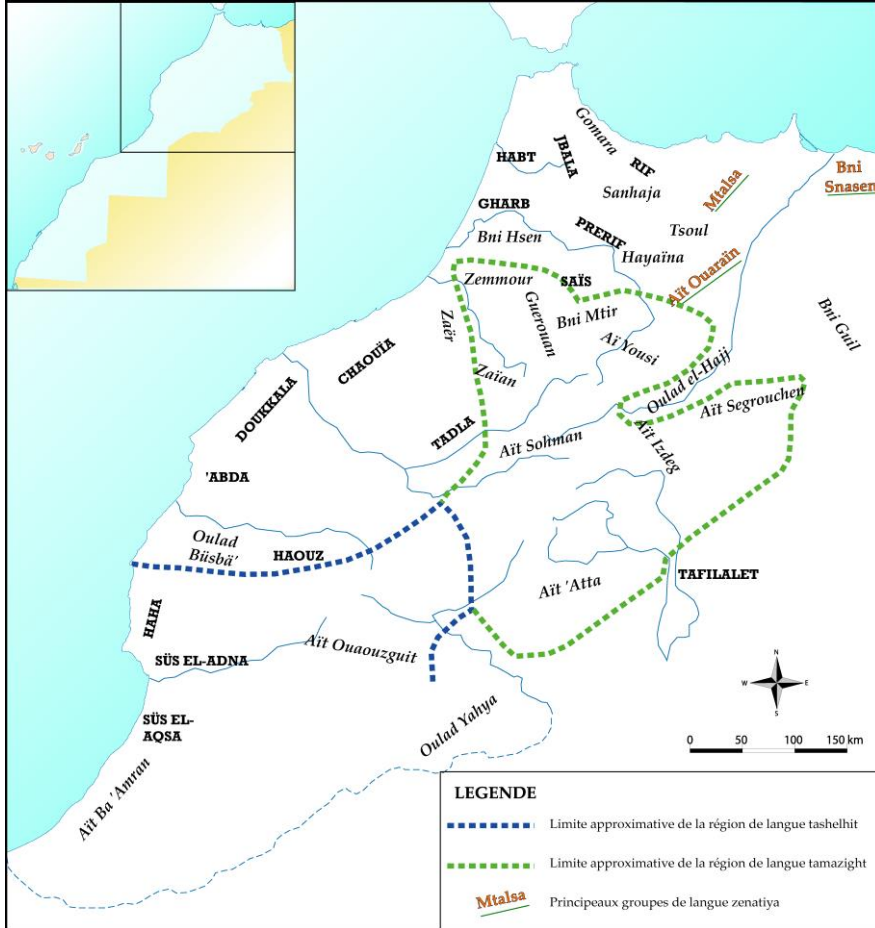 Gomara
JBALA
HABT
RIF
Sanhaja
Mtalsa
Bni
Snasen
GHARB
PRERIF
Tsoul
Bni Hsen
Hayaïna
Aït Ouaraïn
Zemmour
SAÏS
Guerouan
Bni Mtir
Bni Guil
Zaër
Aï Yousi
CHAOUÏA
Zaïan
Oulad el-Hajj
DOUKKALA
Aït Segrouchen
TADLA
Aït Soliman
Aït Izdeg
'ABDA
Oulad
Büsbä'
HAOUZ
TAFILALET
Aït 'Atta
HAHA
Aït Ouaouzguit
SÜS EL-ADNA
SÜS EL-
AQSA
Oulad Yahya
Aït Ba 'Amran
N
W E
S
0 50 100 150 km
LEGENDE
Limite approximative de la région de langue tashelhit
Limite approximative de la région de langue tamazight
Mtalsa Principeaux groupes de langue zenatiya